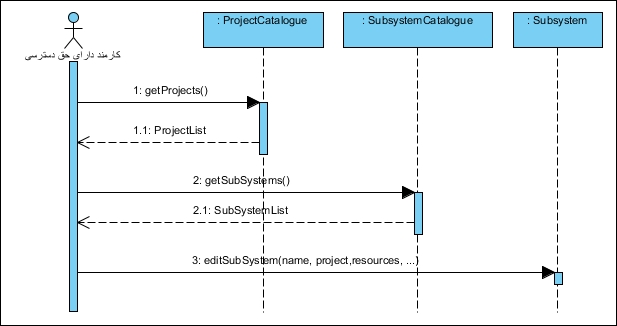 : ProjectCatalogue
: SubsystemCatalogue
: Subsystem
کارمند دارای حق دسترسی
1: getProjects()
1.1: ProjectList
2: getSubSystems()
2.1: SubSystemList
3: editSubSystem(name, project,resources, ...)